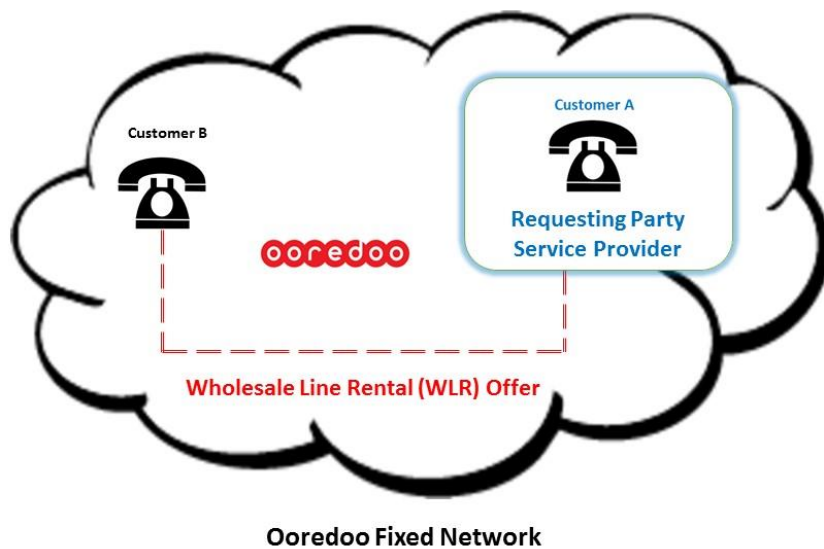 Customer A
Customer B
Requesting Party
Service Provider
ooredoo
Wholesale Line Rental (WLR) Offer
Ooredoo Fixed Network